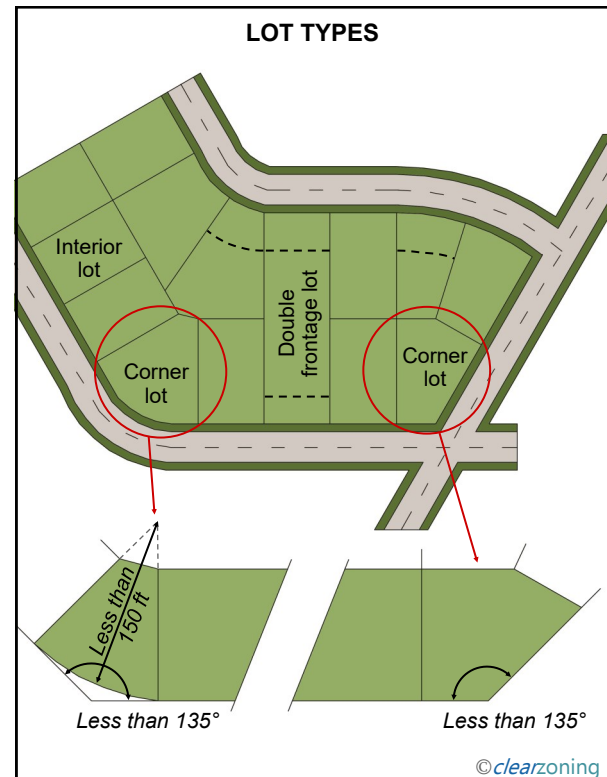 LOT TYPES
Interior
lot
Double
frontage lot
Corner
lot
Corner
lot
Less than
150 ft
Less than 135°
Less than 135°
©clearzoning